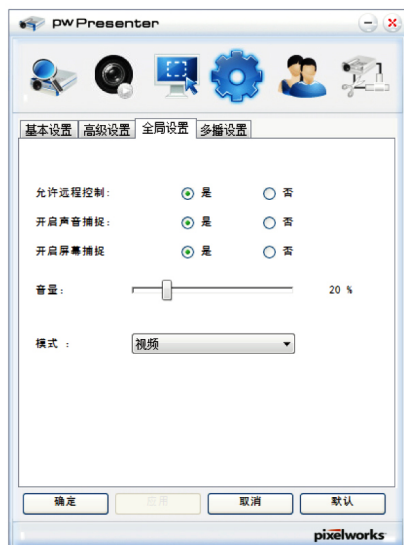 PW Presenter
基本设置 高级设置 全局设置 多播设置
允许远程控制: 是 否
开启声音捕捉: 是 否
开启屏幕捕捉 是 否
音量: 20 %
模式 : 视频
确定 应用 取消 默认
pixelworks